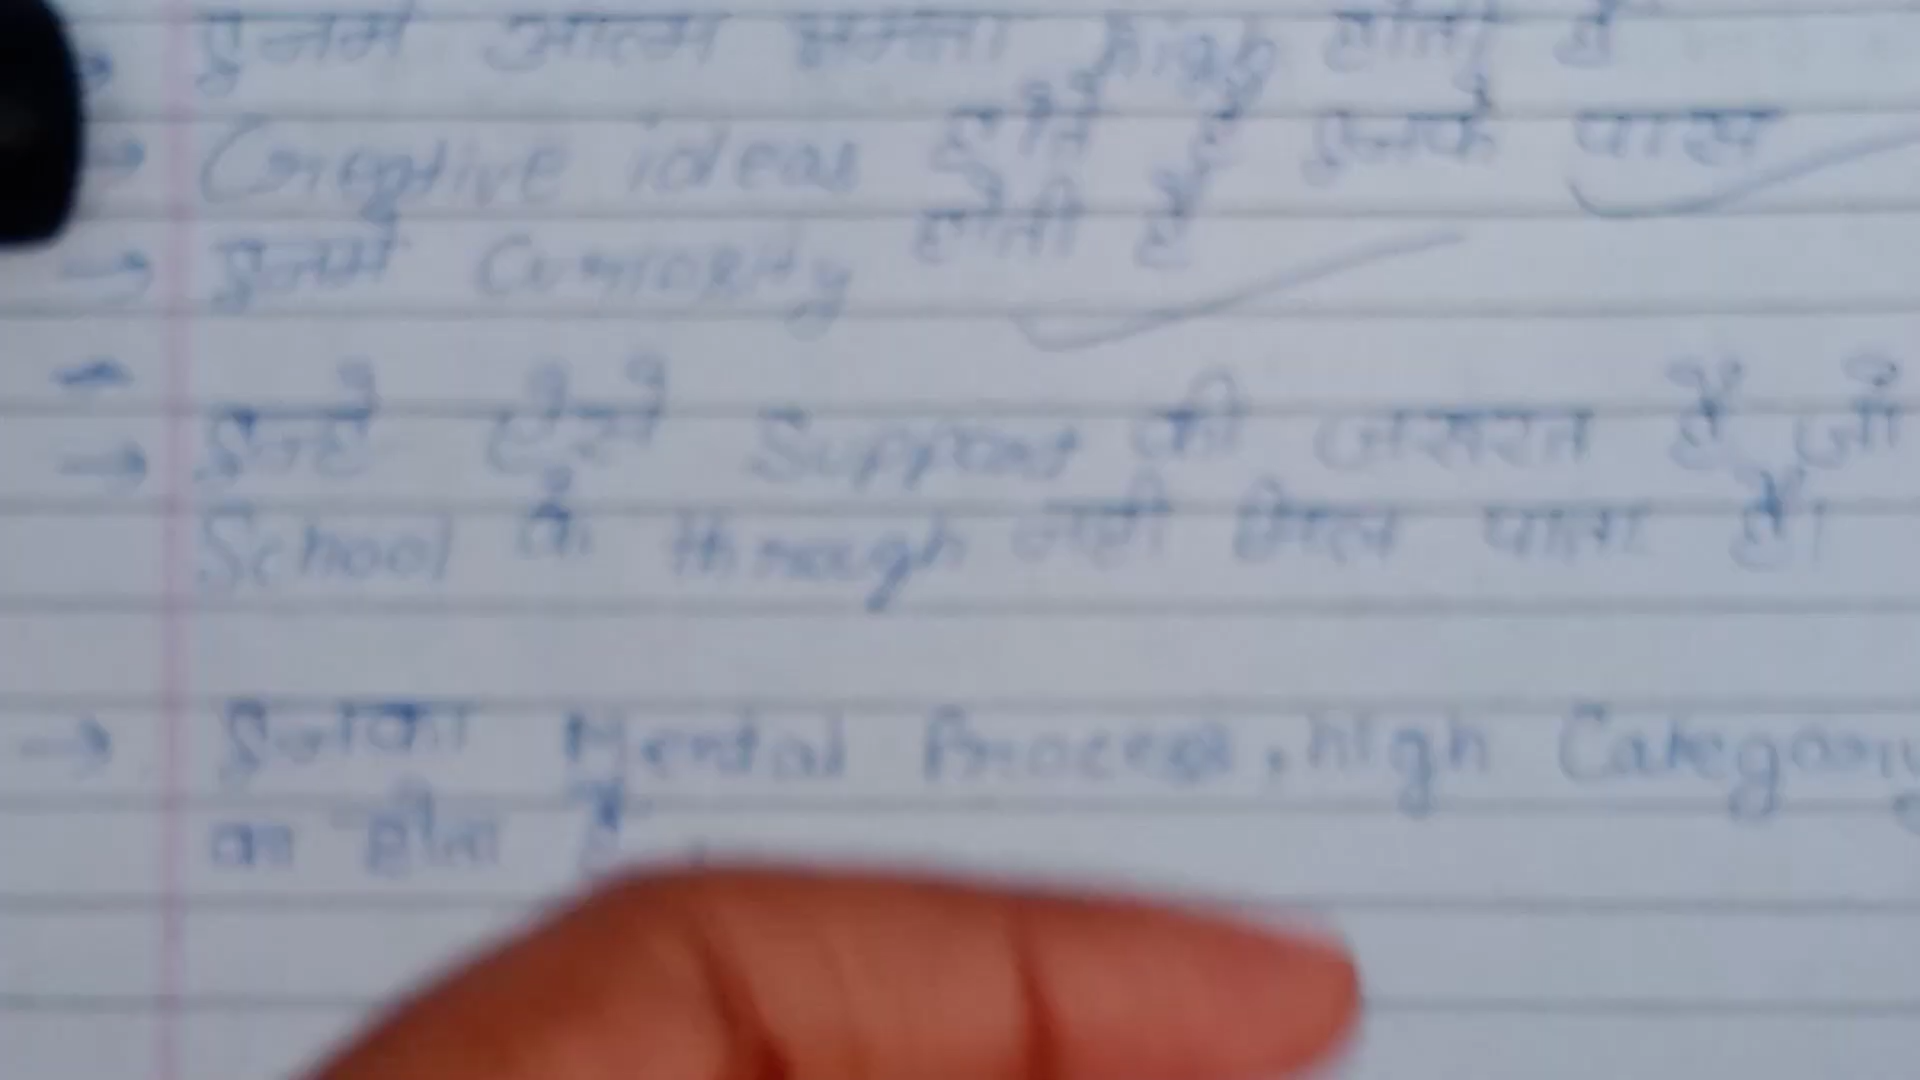 → इनमें आत्म क्षमता high होती है
→ Creative ideas होते है इनके पास
→ इनमें Curiosity होती हैं
→ इन्हे ऐसे Support की जरूरत हैं जो
School के through नही मिल पाता हैं।
→ इनका Mental Process, high Category
का होता हैं